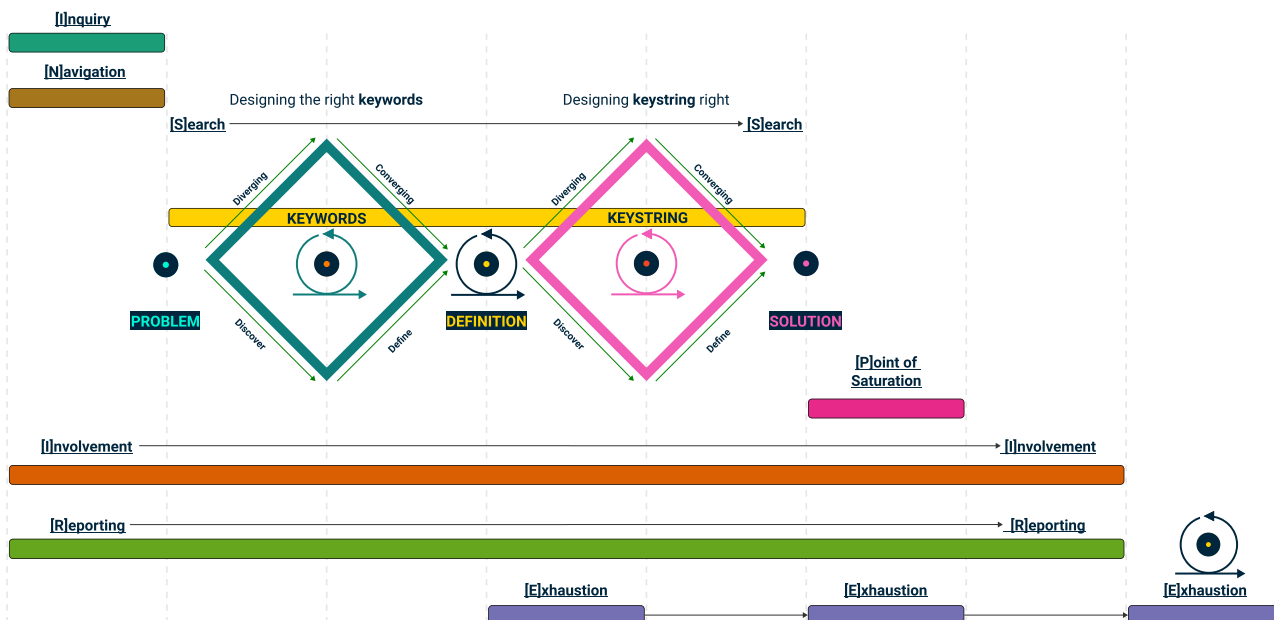 [I]nquiry
[N]avigation
Designing the right keywords
Designing keystring right
[S]earch
[S]earch
Diverging
Converging
Diverging
Converging
KEYWORDS
KEYSTRING
PROBLEM
DEFINITION
SOLUTION
Discover
Define
Discover
Define
[P]oint of
Saturation
[I]nvolvement
[I]nvolvement
[R]eporting
[R]eporting
[E]xhaustion
[E]xhaustion
[E]xhaustion